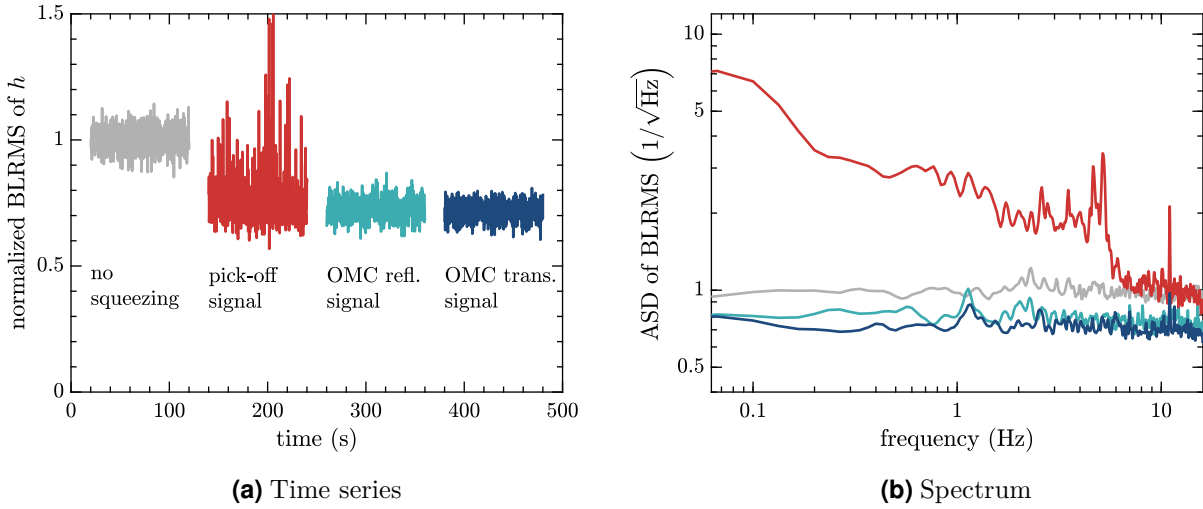 1.5
1
0.5
0
normalized BLRMS of h
no
squeezing
pick-off
signal
OMC refl.
signal
OMC trans.
signal
0 100 200 300 400 500
time (s)
(a) Time series
10
5
1
0.5
ASD of BLRMS (1/√Hz)
0.1 1 10
frequency (Hz)
(b) Spectrum